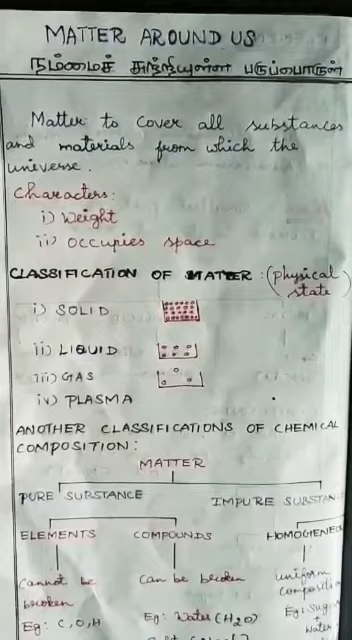 MATTER AROUND US
நம்மைச் சுற்றியுள்ள பருப்பொருள்
Matter to cover all substances
and materials from which the
universe.
Characters:
i) Weight
ii) occupies space
CLASSIFICATION OF MATTER: (physical
state)
i) SOLID
ii) LIQUID
iii) GAS
iv) PLASMA
ANOTHER CLASSIFICATIONS OF CHEMICAL
COMPOSITION:
MATTER
PURE SUBSTANCE IMPURE SUBSTANC
ELEMENTS COMPOUNDS HOMOGENEO
Cannot be can be broken uniform
broken compositio
Eg: C, O, H Eg: Water (H2O) Eg: Sugar
+ Water